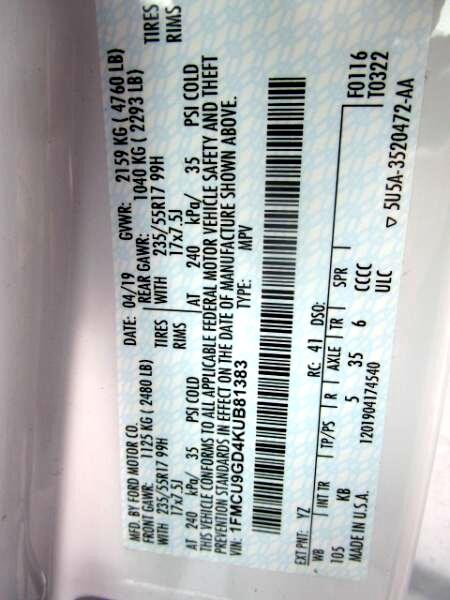 MFD. BY FORD MOTOR CO.
DATE: 04/19 GVWR: 2159 KG ( 4760 LB)
FRONT GAWR: 1125 KG ( 2480 LB) REAR GAWR: 1040 KG ( 2293 LB)
WITH 235/55R17 99H TIRES WITH 235/55R17 99H TIRES
17x7.5J RIMS 17x7.5J RIMS
AT 240 kPa/ 35 PSI COLD AT 240 kPa/ 35 PSI COLD
THIS VEHICLE CONFORMS TO ALL APPLICABLE FEDERAL MOTOR VEHICLE SAFETY AND THEFT
PREVENTION STANDARDS IN EFFECT ON THE DATE OF MANUFACTURE SHOWN ABOVE.
VIN: 1FMCU9GD4KUB81383 TYPE: MPV
F0116
T0322
EXT PNT: YZ RC: 41 DSO:
WB INT TR TP/PS R AXLE TR SPR
105 KB 5 35 6 CCCC
MADE IN U.S.A. 1201904174540 ULC
▽ 5U5A-3520472-AA